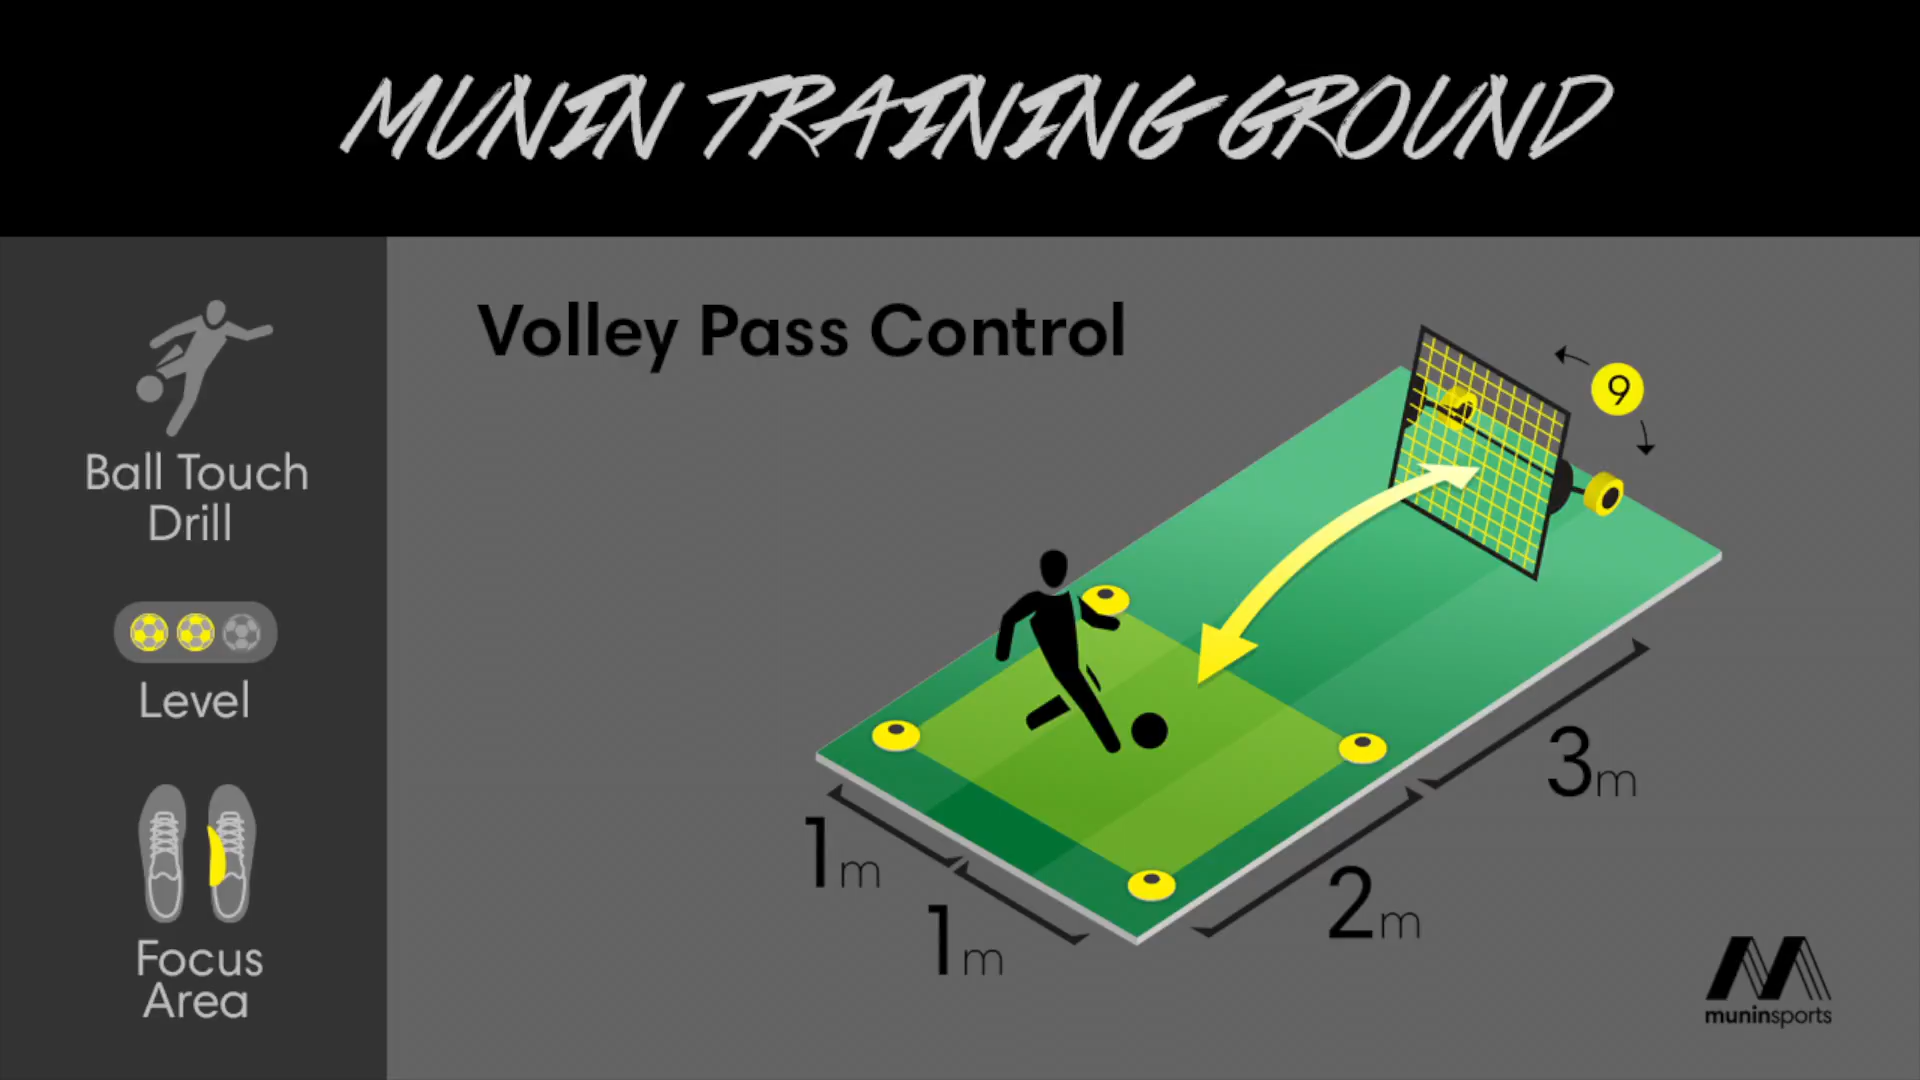 MUNIN TRAINING GROUND
Volley Pass Control
9
Ball Touch
Drill
Level
Focus
Area
1m
1m
2m
3m
muninsports